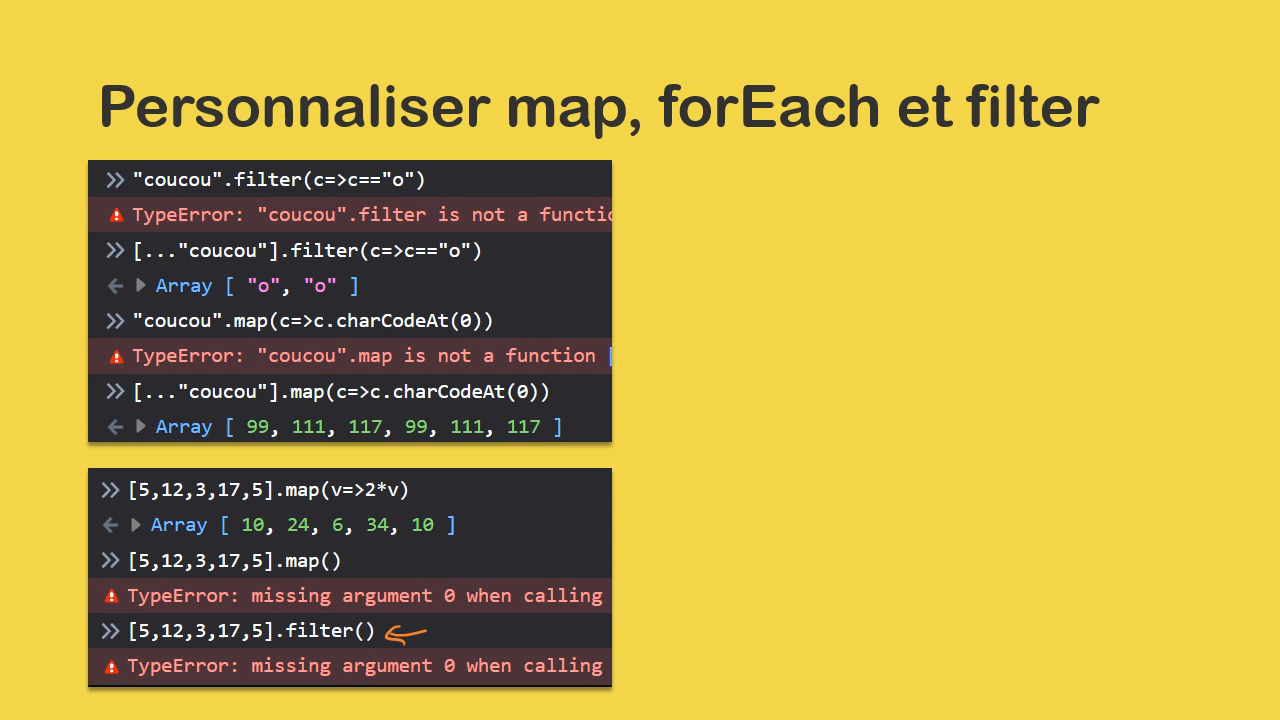 Personnaliser map, forEach et filter
>> "coucou".filter(c=>c=="o")
TypeError: "coucou".filter is not a functio
>> [..."coucou"].filter(c=>c=="o")
Array [ "o", "o" ]
>> "coucou".map(c=>c.charCodeAt(0))
TypeError: "coucou".map is not a function [
>> [..."coucou"].map(c=>c.charCodeAt(0))
Array [ 99, 111, 117, 99, 111, 117 ]
>> [5,12,3,17,5].map(v=>2*v)
Array [ 10, 24, 6, 34, 10 ]
>> [5,12,3,17,5].map()
TypeError: missing argument 0 when calling
>> [5,12,3,17,5].filter()
TypeError: missing argument 0 when calling